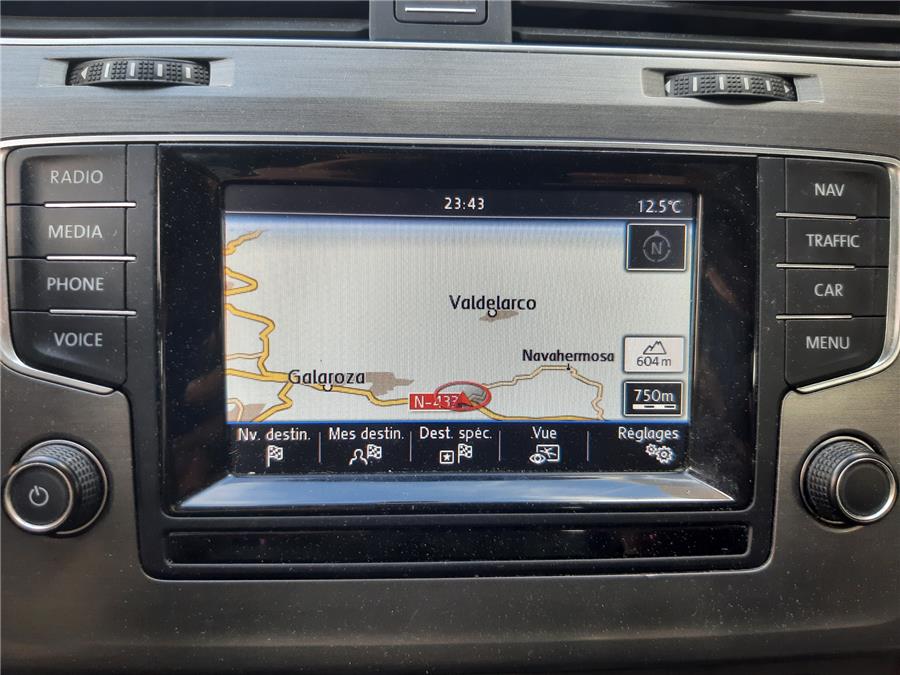 RADIO
MEDIA
PHONE
VOICE
23:43
12.5°C
N
Valdelarco
Navahermosa
604m
Galaroza
N-433
750m
Nv. destin. Mes destin. Dest. spéc. Vue Réglages
NAV
TRAFFIC
CAR
MENU